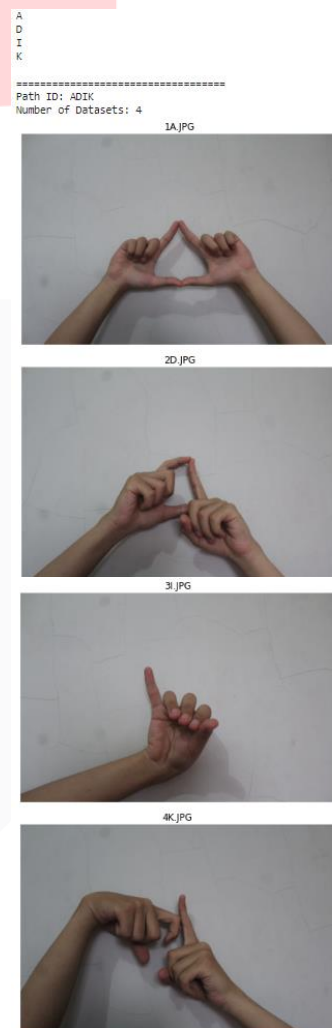 A
D
I
K
===================================
Path ID: ADIK
Number of Datasets: 4
1A.JPG
2D.JPG
3I.JPG
4K.JPG